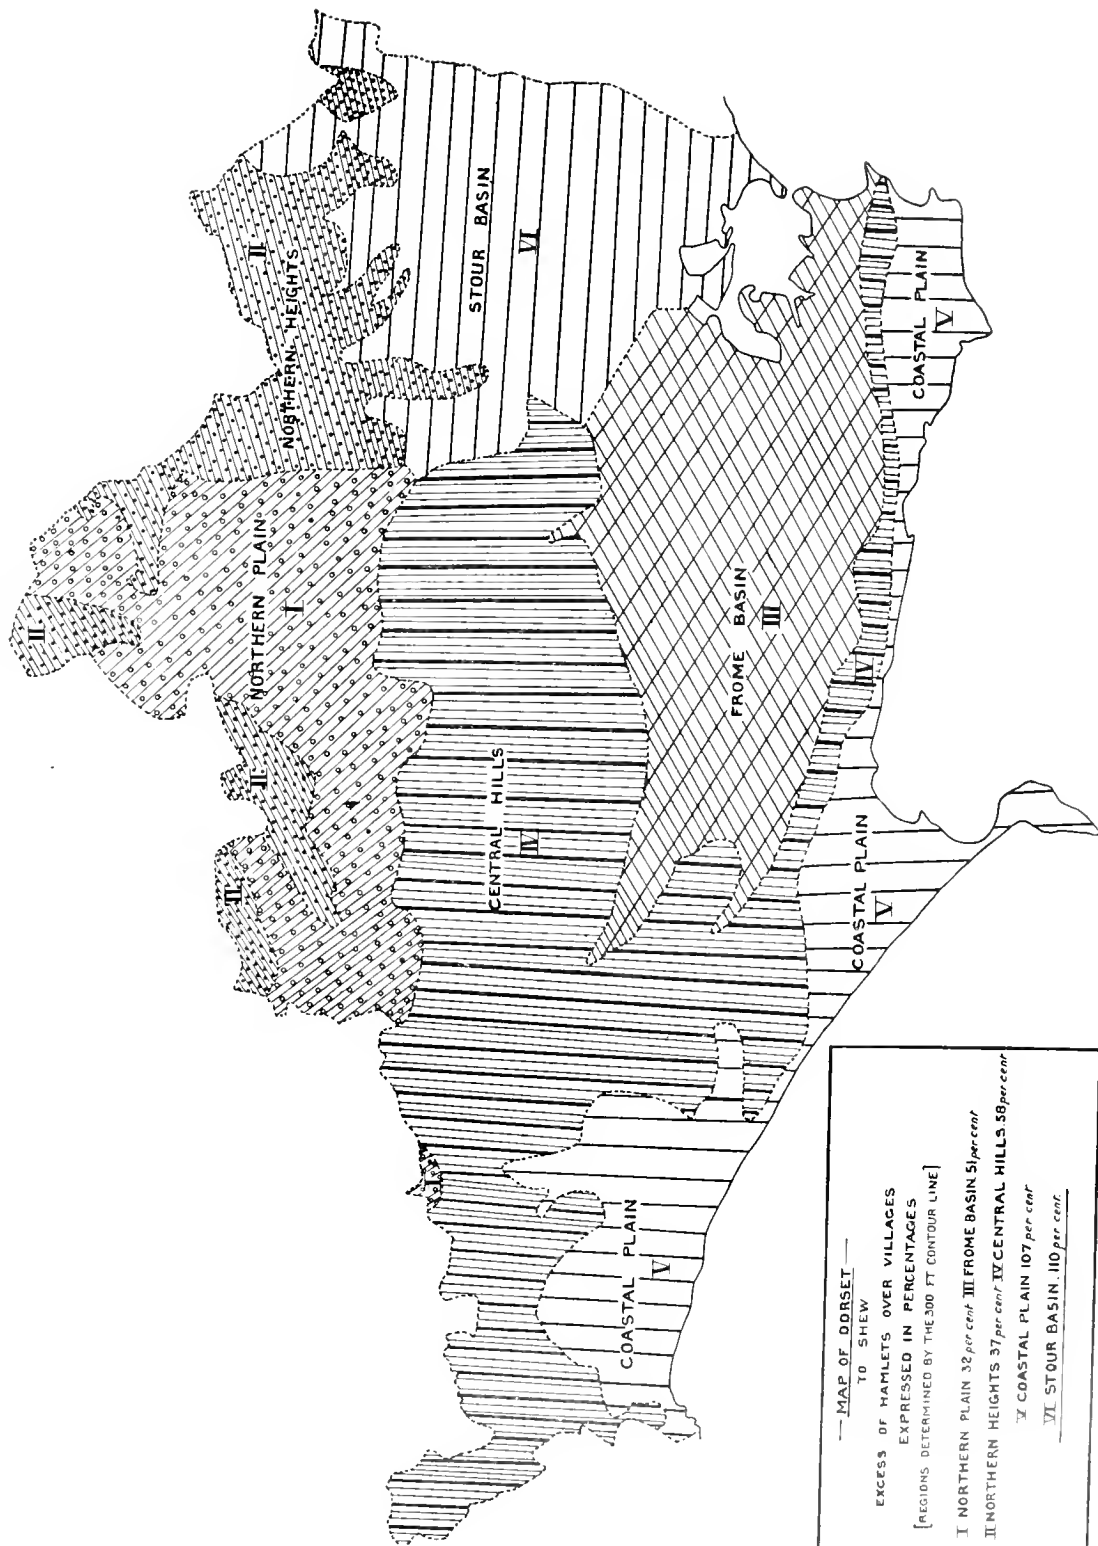 II
II
NORTHERN HEIGHTS
II
II
NORTHERN PLAIN
I
STOUR BASIN
VI
CENTRAL HILLS
IV
I
FROME BASIN
III
IV
COASTAL PLAIN
V
COASTAL PLAIN
V
COASTAL PLAIN
V
MAP OF DORSET
TO SHEW
EXCESS OF HAMLETS OVER VILLAGES
EXPRESSED IN PERCENTAGES
[REGIONS DETERMINED BY THE 300 FT CONTOUR LINE]
I NORTHERN PLAIN 32 per cent III FROME BASIN 51 per cent
II NORTHERN HEIGHTS 37 per cent IV CENTRAL HILLS. 58 per cent
V COASTAL PLAIN 107 per cent
VI STOUR BASIN. 110 per cent.